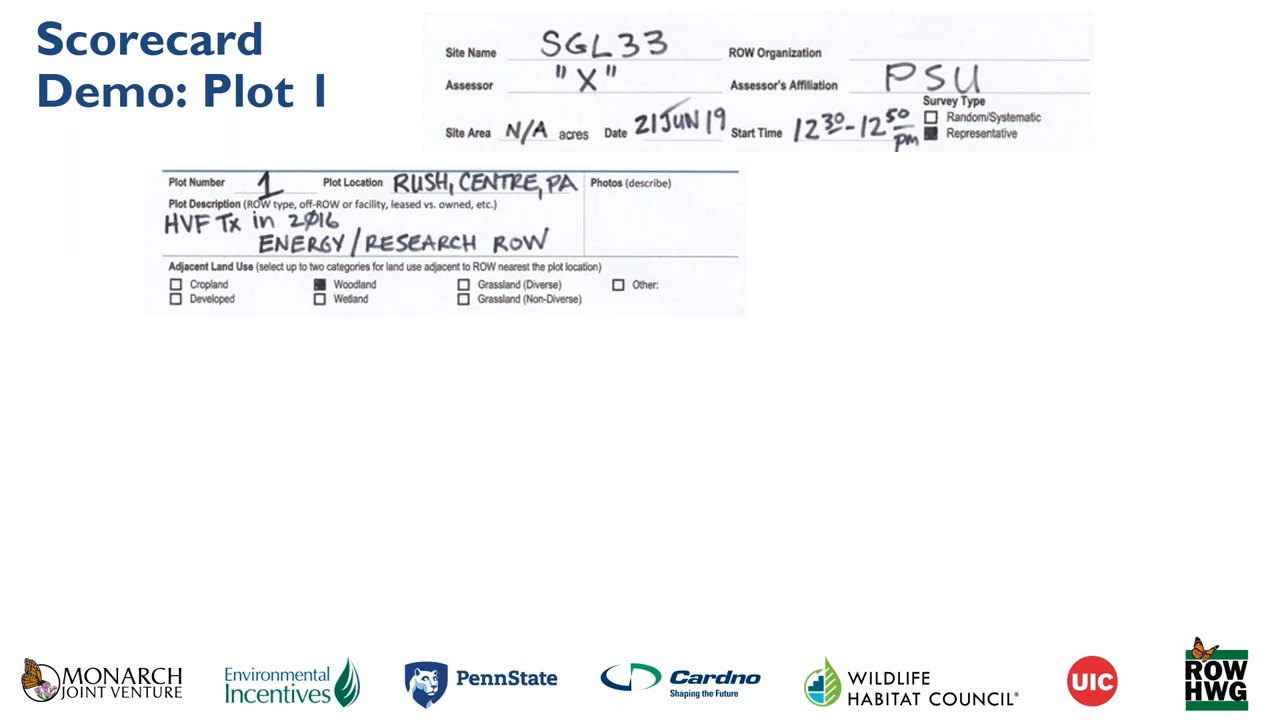 Scorecard
Demo: Plot 1
Site Name SGL33 ROW Organization
Assessor "X" Assessor's Affiliation PSU
Survey Type
Random/Systematic
Site Area N/A acres Date 21JUN19 Start Time 12 30-12 50 pm Representative
Plot Number 1 Plot Location RUSH, CENTRE, PA Photos (describe)
Plot Description (ROW type, off-ROW or facility, leased vs. owned, etc.)
HVF Tx in 2016
ENERGY/RESEARCH ROW
Adjacent Land Use (select up to two categories for land use adjacent to ROW nearest the plot location)
Cropland Woodland Grassland (Diverse) Other:
Developed Wetland Grassland (Non-Diverse)
MONARCH
JOINT VENTURE
Environmental
Incentives
PennState
Cardno
Shaping the Future
WILDLIFE
HABITAT COUNCIL®
UIC
ROW
HWG